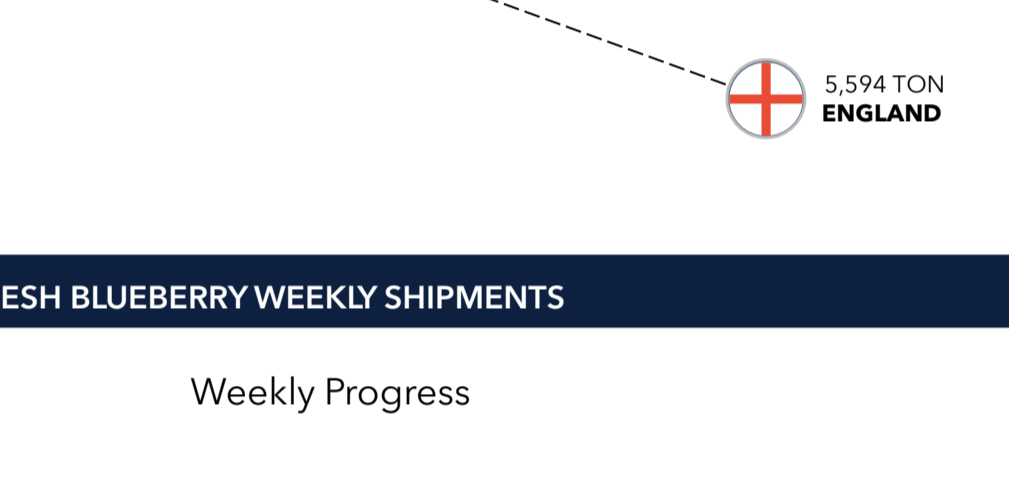 5,594 TON
ENGLAND
ESH BLUEBERRY WEEKLY SHIPMENTS
Weekly Progress